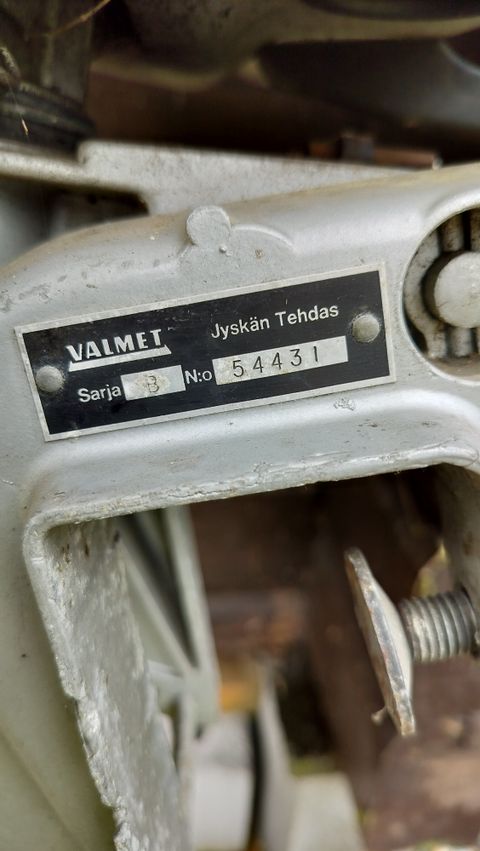 VALMET Jyskän Tehdas
Sarja B N:o 54431